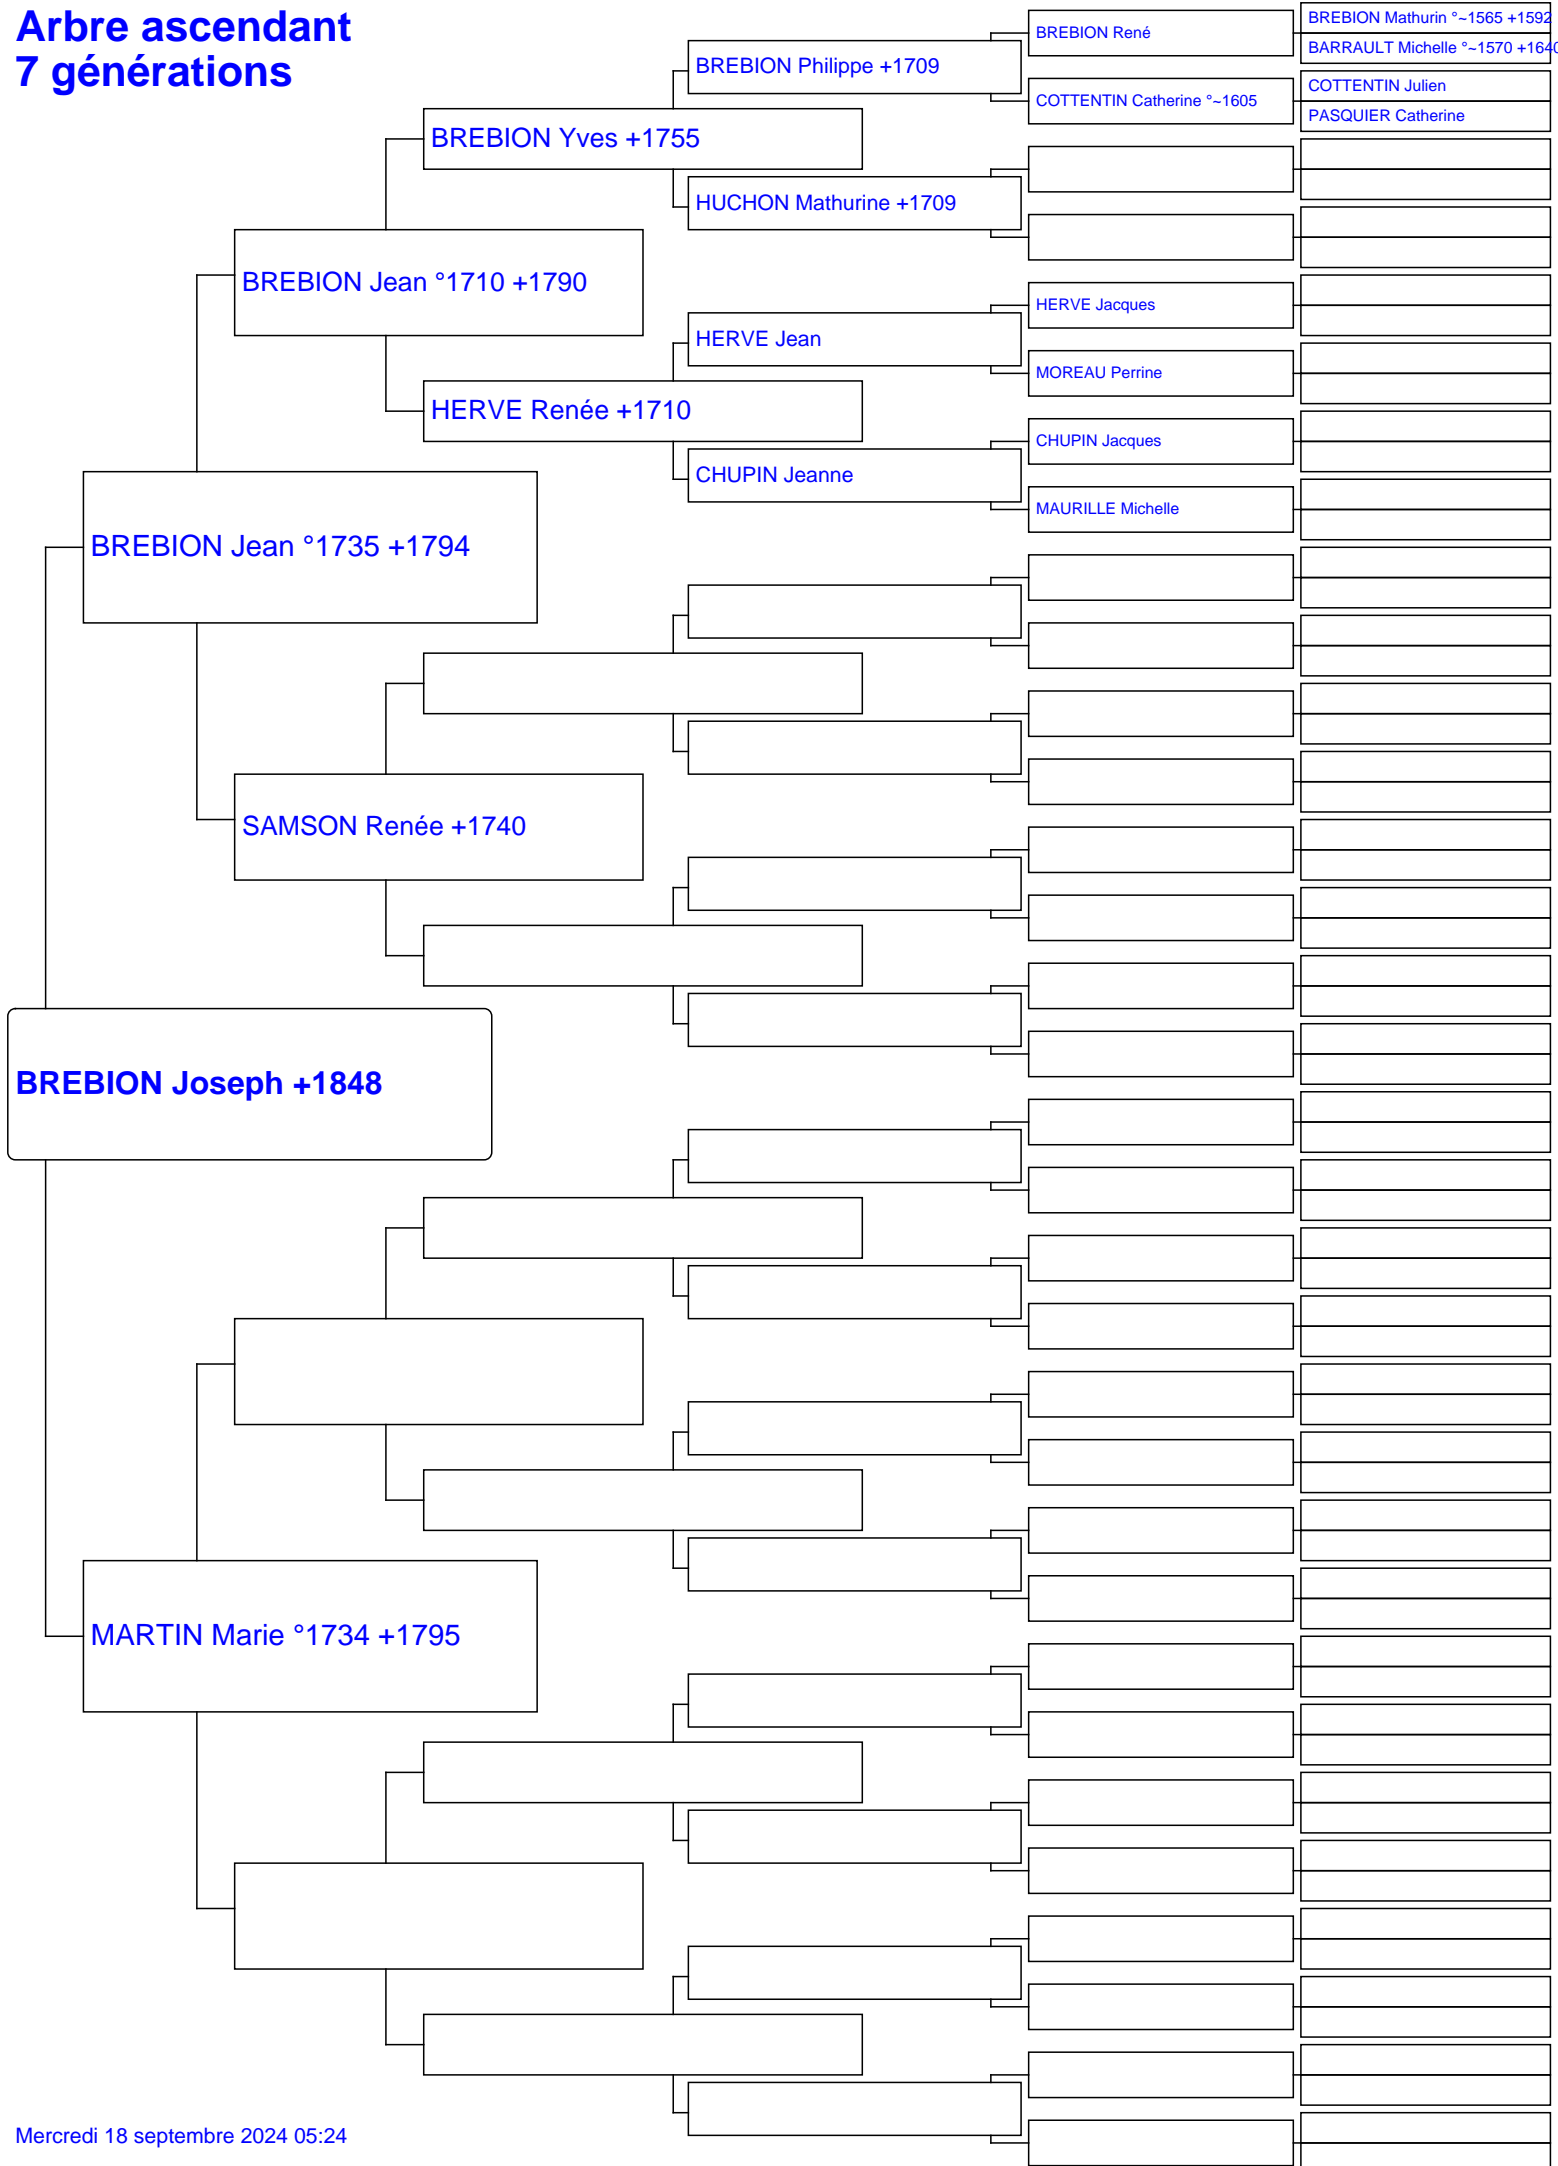 Arbre ascendant
7 générations
BREBION Mathurin °~1565 +1592
BREBION René
BARRAULT Michelle °~1570 +1640
BREBION Philippe +1709
COTTENTIN Julien
COTTENTIN Catherine °~1605
PASQUIER Catherine
BREBION Yves +1755
HUCHON Mathurine +1709
BREBION Jean °1710 +1790
HERVE Jacques
HERVE Jean
MOREAU Perrine
HERVE Renée +1710
CHUPIN Jacques
CHUPIN Jeanne
MAURILLE Michelle
BREBION Jean °1735 +1794
SAMSON Renée +1740
BREBION Joseph +1848
MARTIN Marie °1734 +1795
Mercredi 18 septembre 2024 05:24